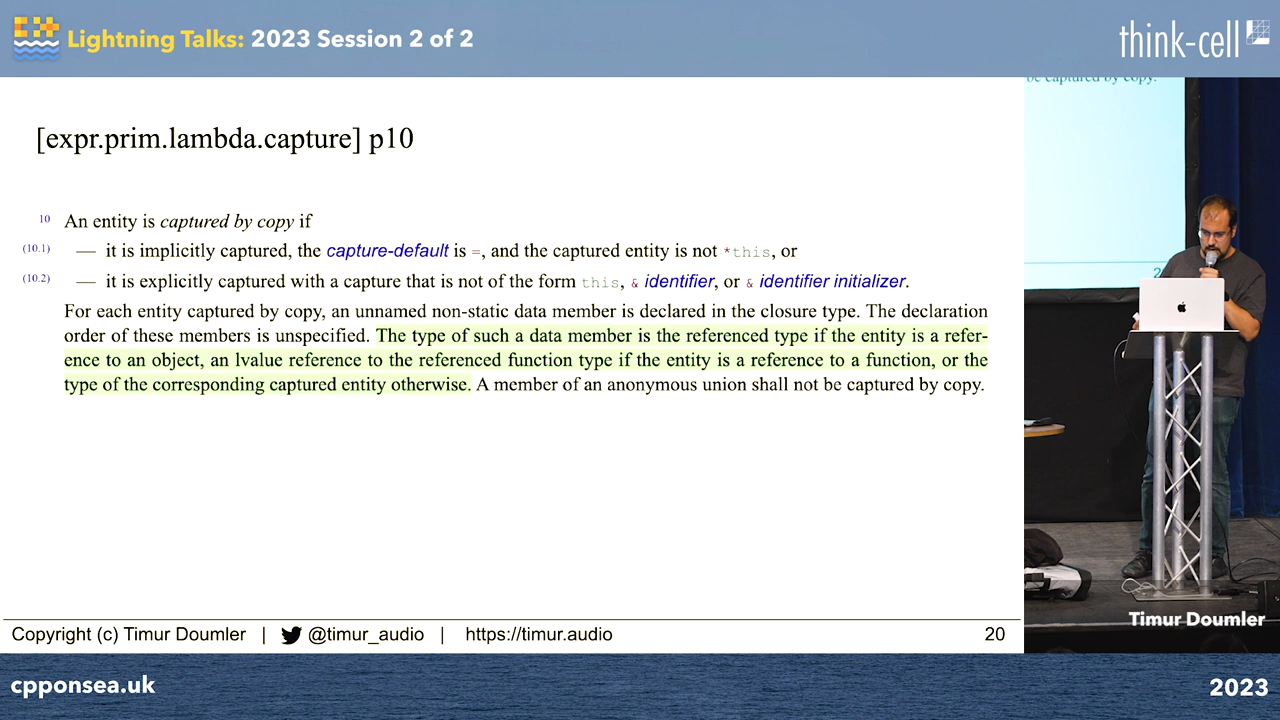 Lightning Talks: 2023 Session 2 of 2
think-cell
be captured by copy.
[expr.prim.lambda.capture] p10
10 An entity is captured by copy if
(10.1) — it is implicitly captured, the capture-default is =, and the captured entity is not *this, or
(10.2) — it is explicitly captured with a capture that is not of the form this, & identifier, or & identifier initializer.
For each entity captured by copy, an unnamed non-static data member is declared in the closure type. The declaration
order of these members is unspecified. The type of such a data member is the referenced type if the entity is a refer-
ence to an object, an lvalue reference to the referenced function type if the entity is a reference to a function, or the
type of the corresponding captured entity otherwise. A member of an anonymous union shall not be captured by copy.
Copyright (c) Timur Doumler | @timur_audio | https://timur.audio 20
Timur Doumler
cpponsea.uk
2023